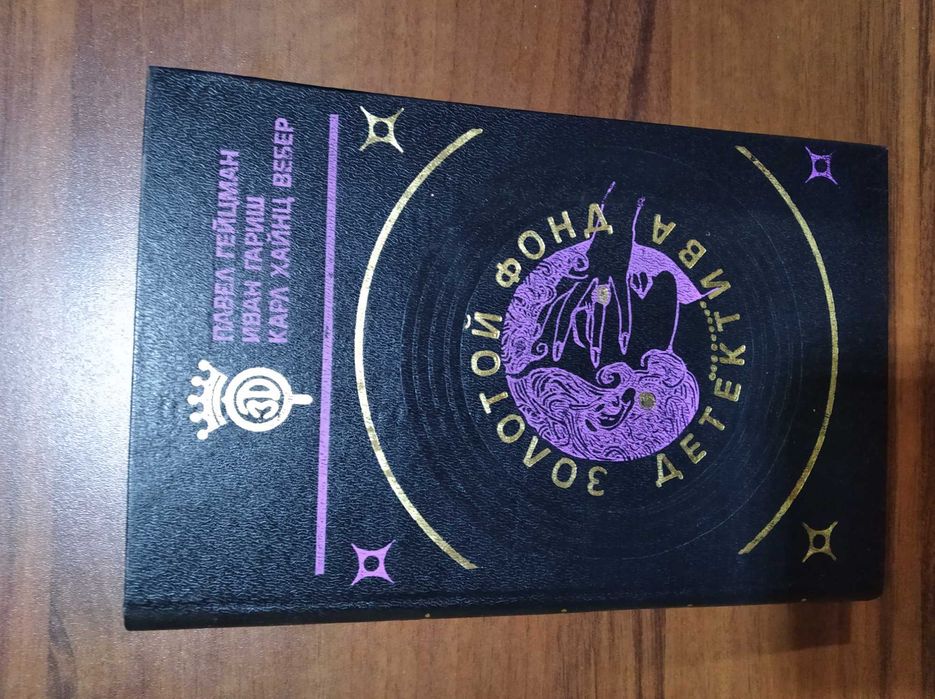 ПАВЕЛ ГЕЙЦМАН
ИВАН ГАРИШ
КАРЛ ХАЙНЦ ВЕБЕР
ЗОЛОТОЙ ФОНД
ДЕТЕКТИВА